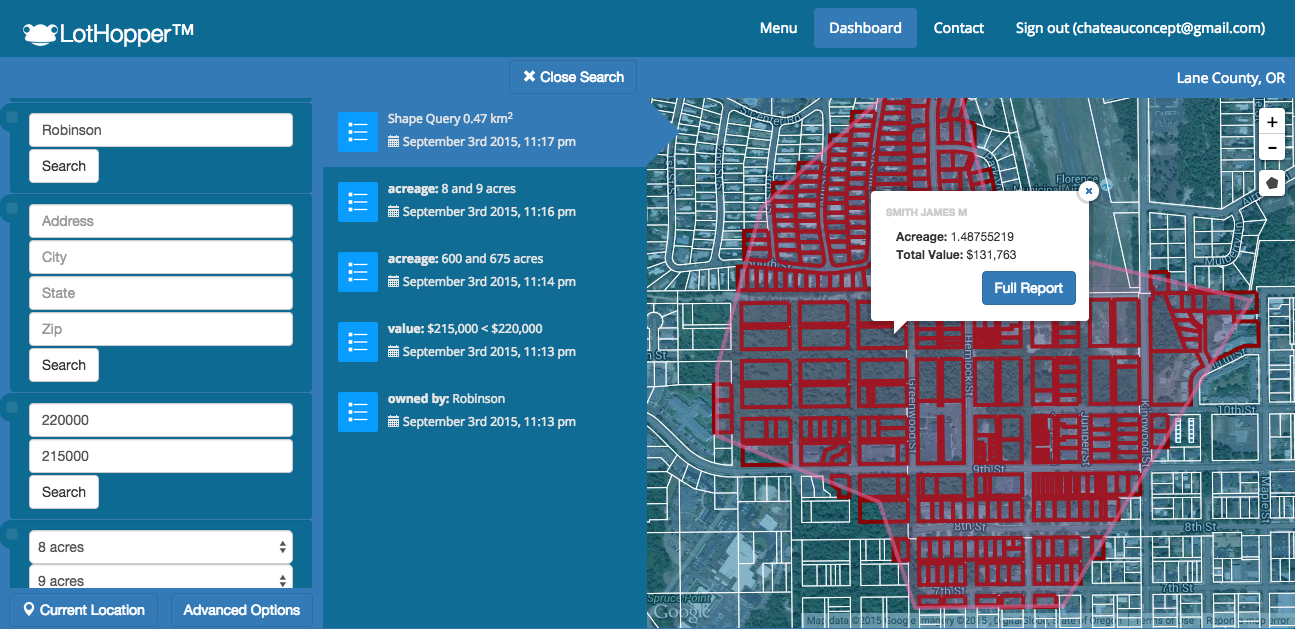 LotHopper™
Menu
Dashboard
Contact
Sign out (chateauconcept@gmail.com)
✖ Close Search
Lane County, OR
Robinson
Search
Address
City
State
Zip
Search
220000
215000
Search
8 acres
9 acres
Current Location
Advanced Options
Shape Query 0.47 km²
September 3rd 2015, 11:17 pm
acreage: 8 and 9 acres
September 3rd 2015, 11:16 pm
acreage: 600 and 675 acres
September 3rd 2015, 11:14 pm
value: $215,000 < $220,000
September 3rd 2015, 11:13 pm
owned by: Robinson
September 3rd 2015, 11:13 pm
+
−
Florence
Municipal
×
SMITH JAMES M
Acreage: 1.48755219
Total Value: $131,763
Full Report
Hemlock St
Greenwood St
Juniper St
Kingwood St
10th St
9th St
Maple St
8th St
8th St
7th St
7th St
Spruce Point
Google
Map data ©2015 Google Imagery ©2015, DigitalGlobe, State of Oregon
Terms of Use
Report a map error